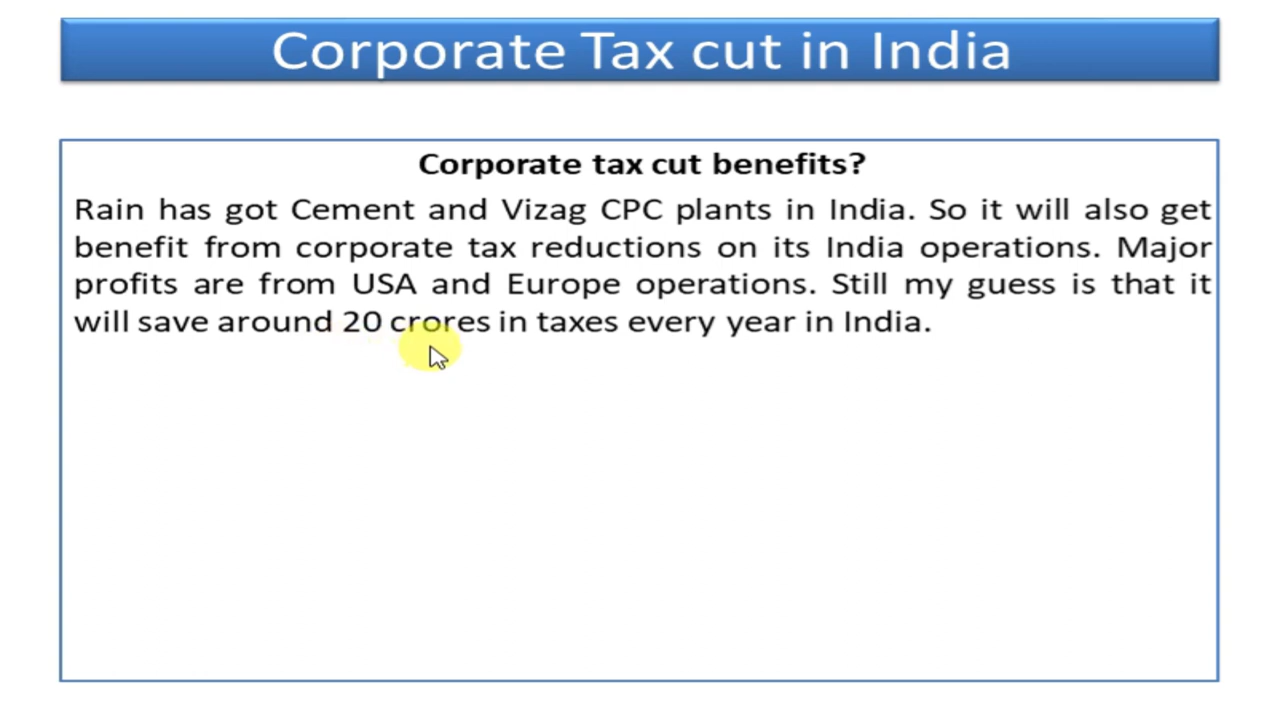 Corporate Tax cut in India
Corporate tax cut benefits?
Rain has got Cement and Vizag CPC plants in India. So it will also get
benefit from corporate tax reductions on its India operations. Major
profits are from USA and Europe operations. Still my guess is that it
will save around 20 crores in taxes every year in India.